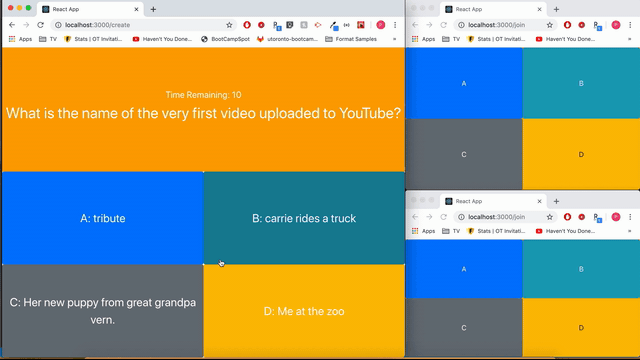 React App
localhost:3000/create
Apps
TV
Stats | GT Invitati...
Haven't You Done...
BootCampSpot
utoronto-bootcam...
Format Samples
»
Time Remaining: 10
What is the name of the very first video uploaded to YouTube?
A: tribute
B: carrie rides a truck
C: Her new puppy from great grandpa
vern.
D: Me at the zoo
React App
localhost:3000/join
Apps
TV
Stats | GT Invitati...
Haven't You Done...
»
A
B
C
D
React App
localhost:3000/join
Apps
TV
Stats | GT Invitati...
Haven't You Done...
»
A
B
C
D